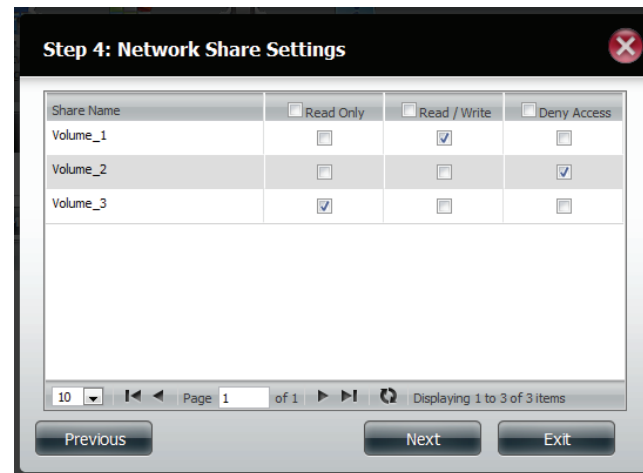 Step 4: Network Share Settings
Share Name Read Only Read / Write Deny Access
Volume_1
Volume_2
Volume_3
10 Page 1 of 1 Displaying 1 to 3 of 3 items
Previous Next Exit